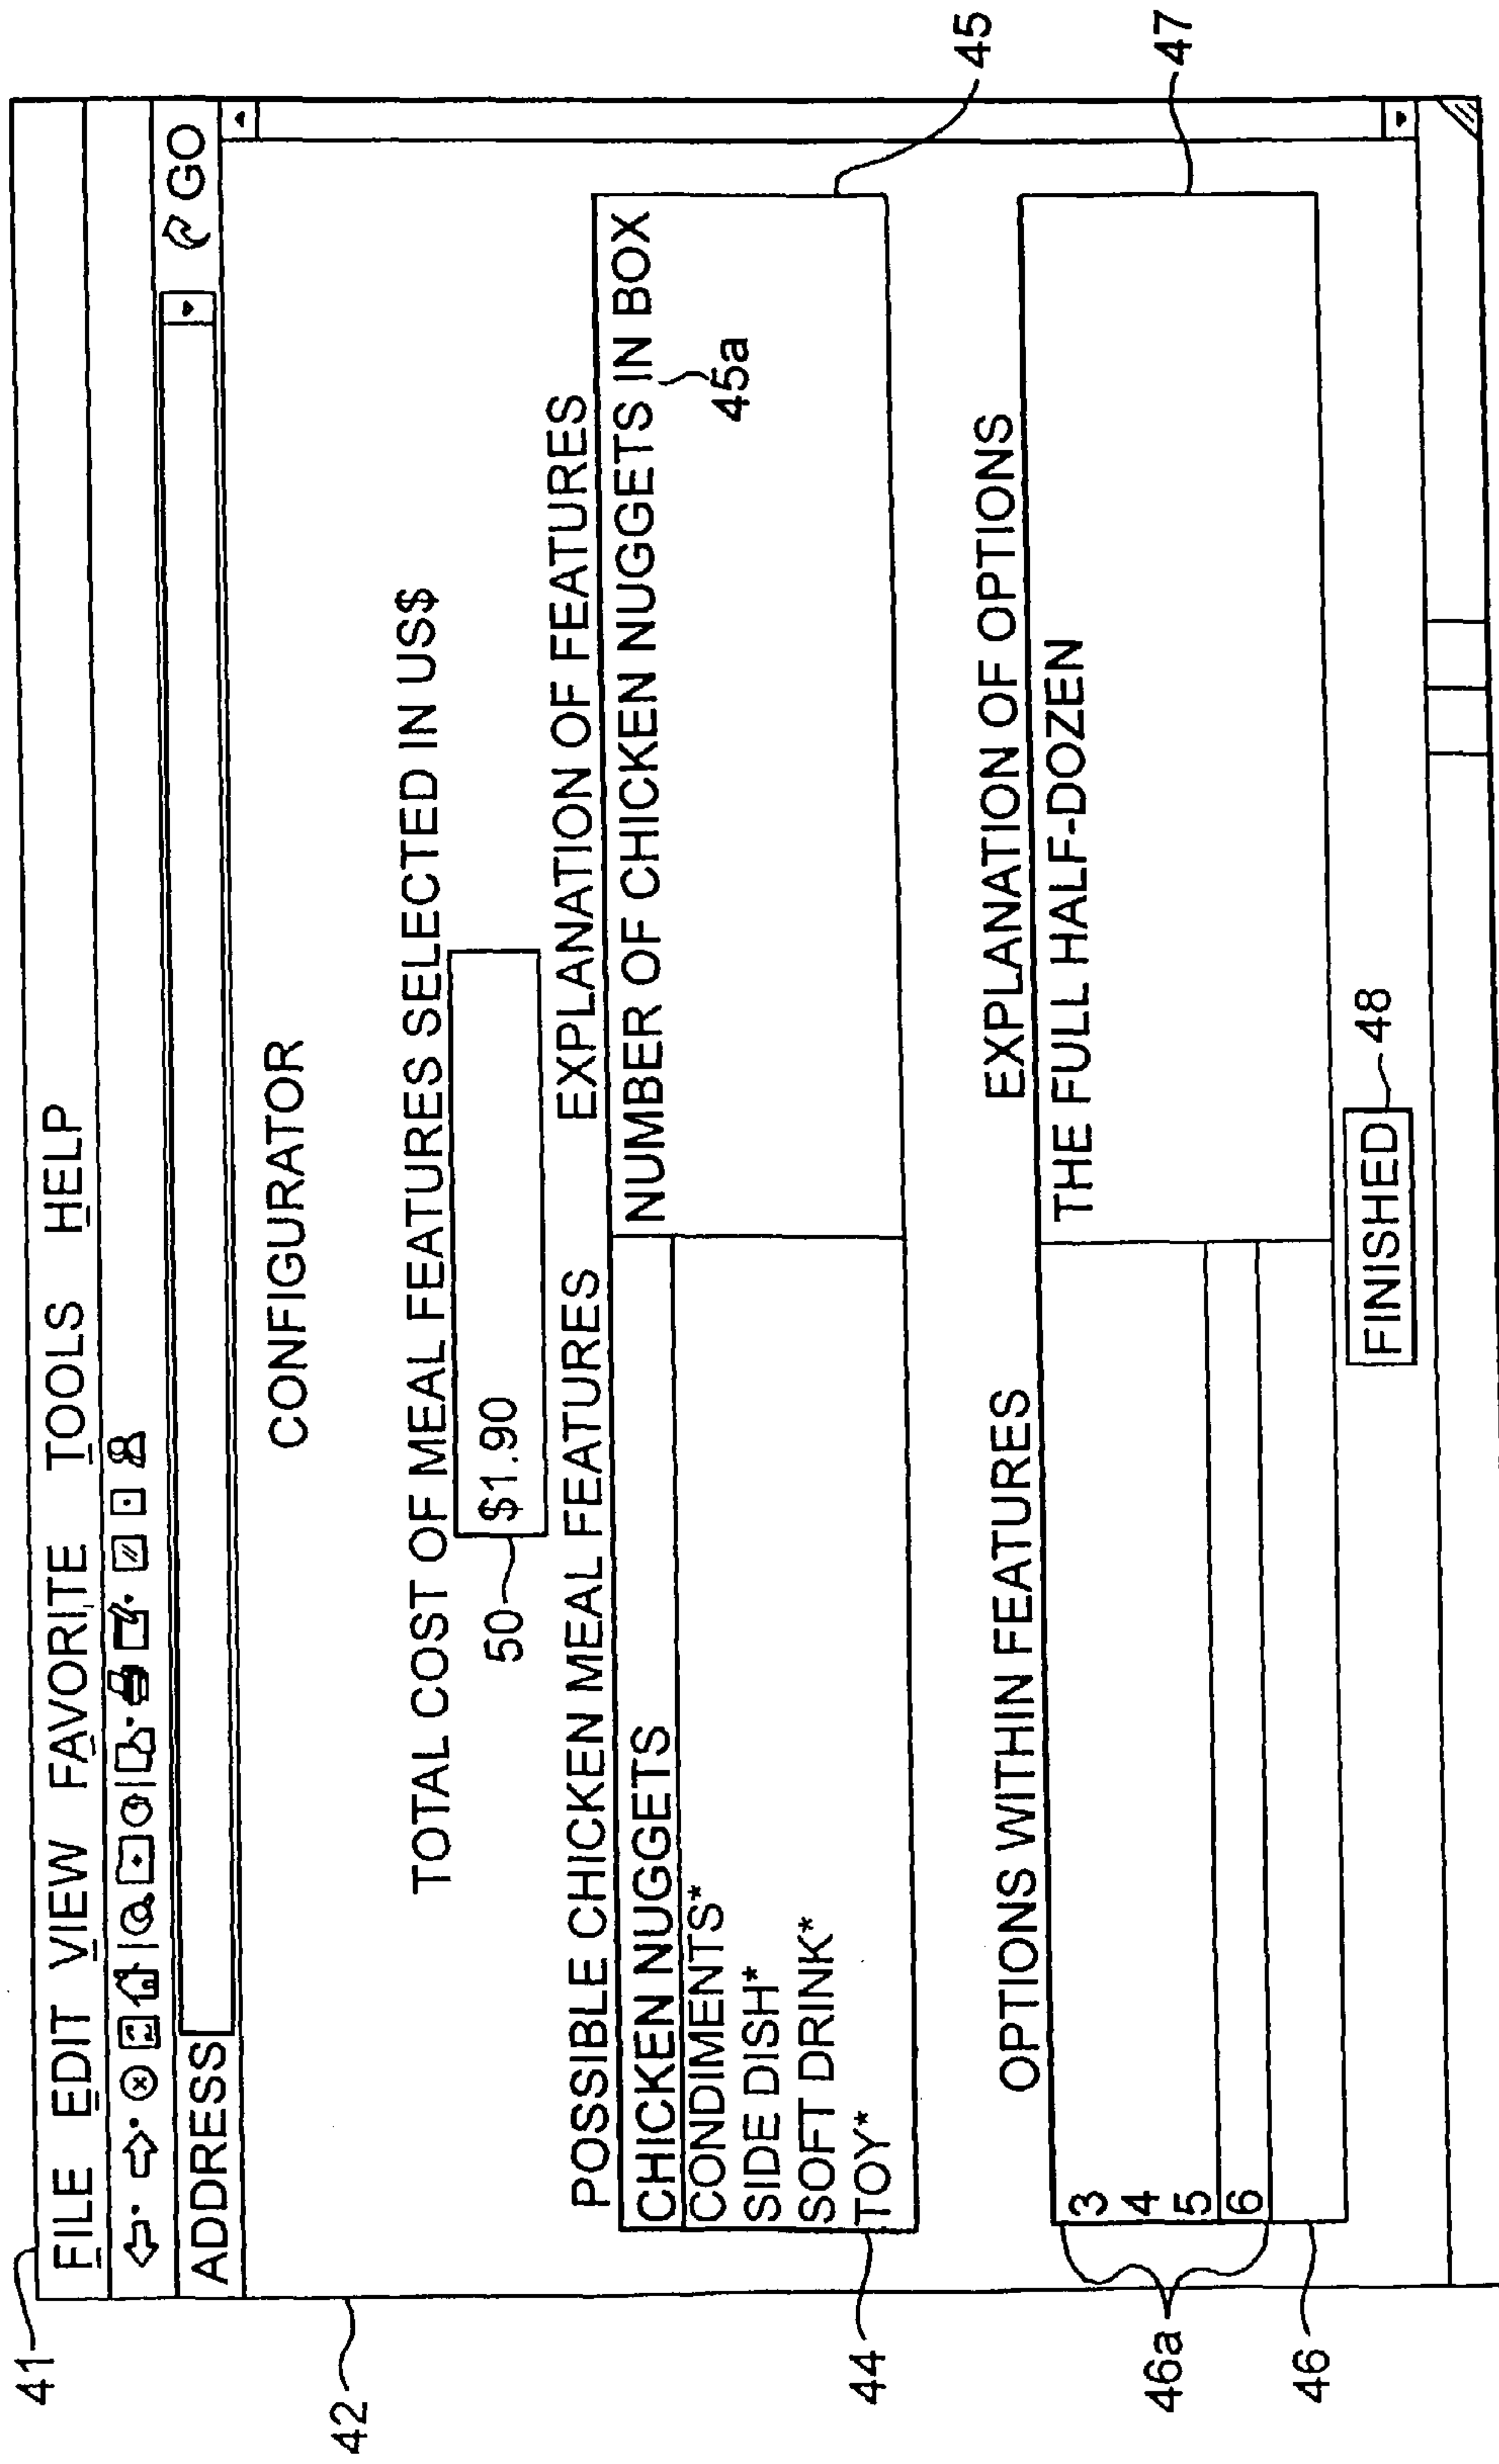 41
FILE EDIT VIEW FAVORITE TOOLS HELP
ADDRESS
GO
42
CONFIGURATOR
TOTAL COST OF MEAL FEATURES SELECTED IN US$
50
$1.90
POSSIBLE CHICKEN MEAL FEATURES
EXPLANATION OF FEATURES
CHICKEN NUGGETS
NUMBER OF CHICKEN NUGGETS IN BOX
45a
CONDIMENTS*
SIDE DISH*
SOFT DRINK*
TOY*
44
45
OPTIONS WITHIN FEATURES
EXPLANATION OF OPTIONS
3
THE FULL HALF-DOZEN
4
5
6
46a
46
47
FINISHED
48